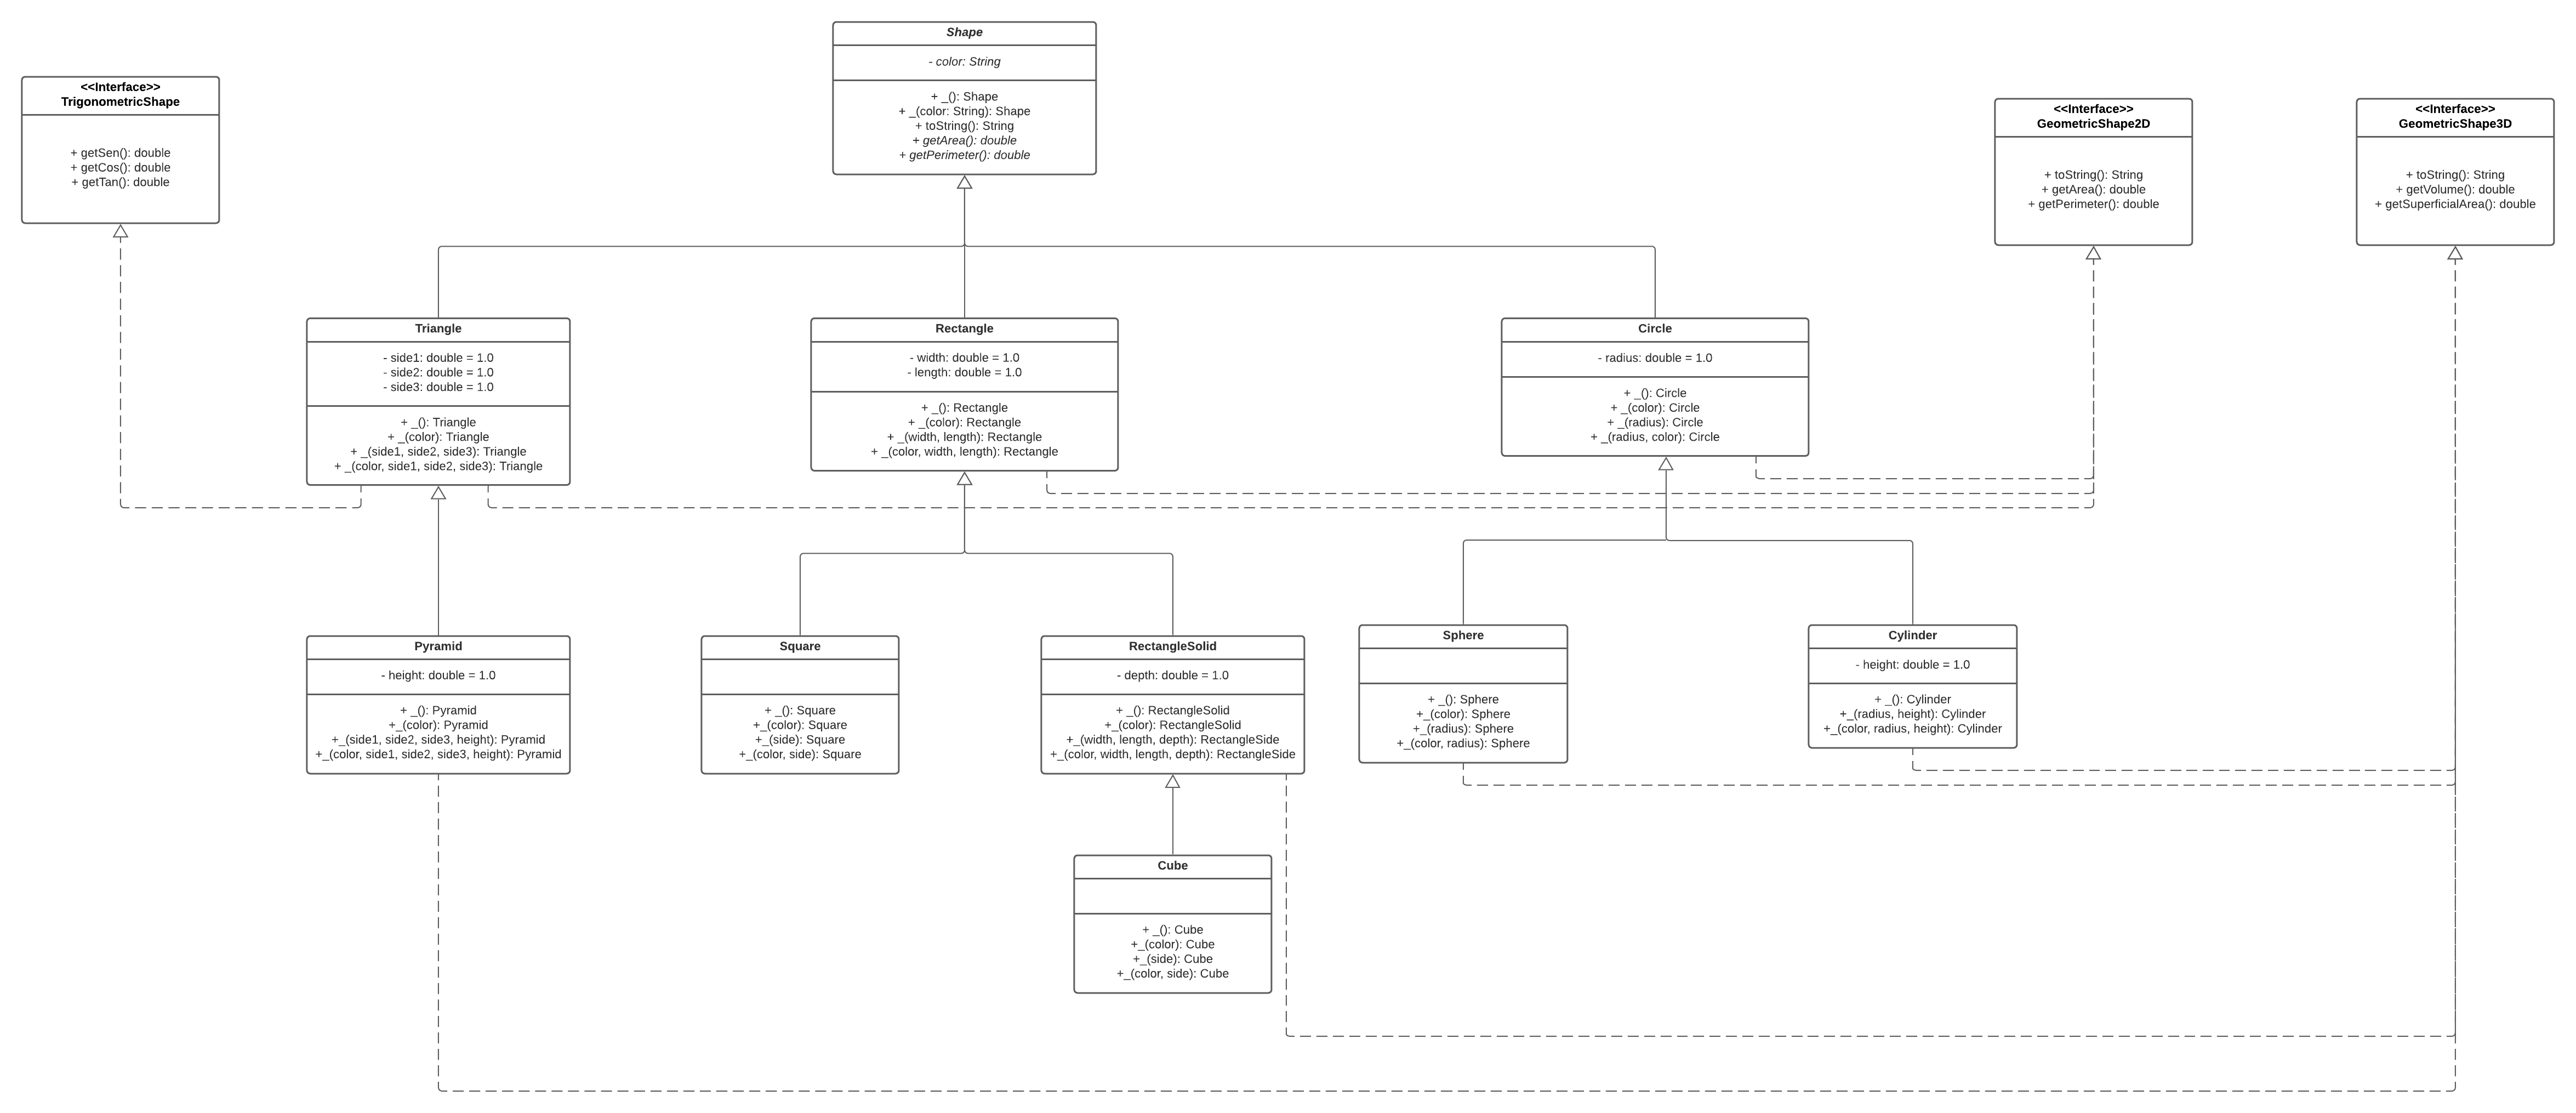 Shape
- color: String
+ _(): Shape
+ _(color: String): Shape
+ toString(): String
+ getArea(): double
+ getPerimeter(): double
<<Interface>>
TrigonometricShape
+ getSen(): double
+ getCos(): double
+ getTan(): double
<<Interface>>
GeometricShape2D
+ toString(): String
+ getArea(): double
+ getPerimeter(): double
<<Interface>>
GeometricShape3D
+ toString(): String
+ getVolume(): double
+ getSuperficialArea(): double
Triangle
- side1: double = 1.0
- side2: double = 1.0
- side3: double = 1.0
+ _(): Triangle
+ _(color): Triangle
+ _(side1, side2, side3): Triangle
+ _(color, side1, side2, side3): Triangle
Rectangle
- width: double = 1.0
- length: double = 1.0
+ _(): Rectangle
+ _(color): Rectangle
+ _(width, length): Rectangle
+ _(color, width, length): Rectangle
Circle
- radius: double = 1.0
+ _(): Circle
+ _(color): Circle
+ _(radius): Circle
+ _(radius, color): Circle
Pyramid
- height: double = 1.0
+ _(): Pyramid
+_(color): Pyramid
+_(side1, side2, side3, height): Pyramid
+_(color, side1, side2, side3, height): Pyramid
Square
+ _(): Square
+_(color): Square
+_(side): Square
+_(color, side): Square
RectangleSolid
- depth: double = 1.0
+ _(): RectangleSolid
+_(color): RectangleSolid
+_(width, length, depth): RectangleSide
+_(color, width, length, depth): RectangleSide
Sphere
+ _(): Sphere
+_(color): Sphere
+_(radius): Sphere
+_(color, radius): Sphere
Cylinder
- height: double = 1.0
+ _(): Cylinder
+_(radius, height): Cylinder
+_(color, radius, height): Cylinder
Cube
+ _(): Cube
+_(color): Cube
+_(side): Cube
+_(color, side): Cube